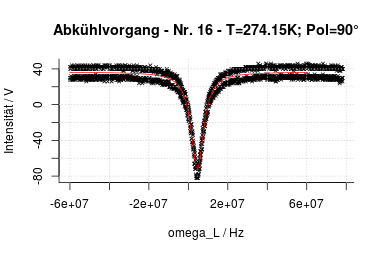 Abkühlvorgang - Nr. 16 - T=274.15K; Pol=90°
Intensität / V
40
0
-40
-80
-6e+07 -2e+07 2e+07 6e+07
omega_L / Hz